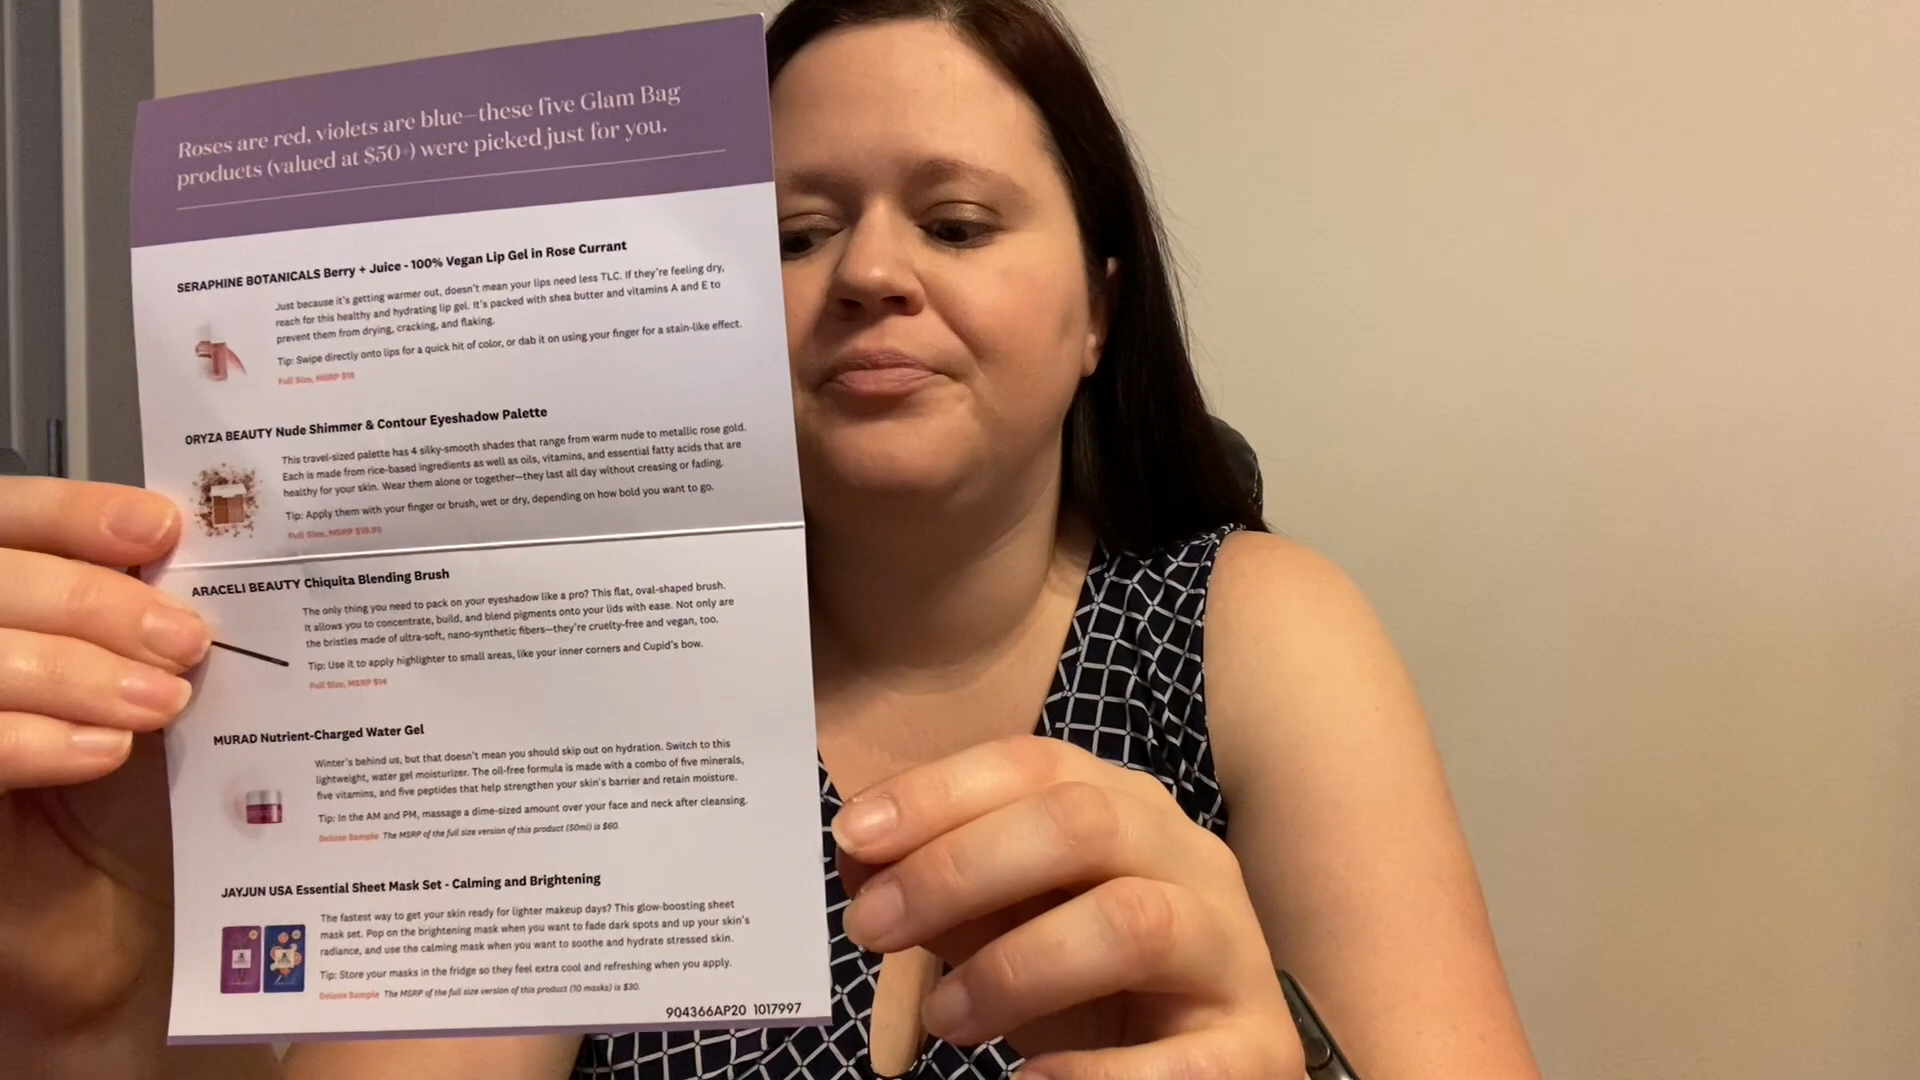 Roses are red, violets are blue—these five Glam Bag
products (valued at $50+) were picked just for you.
SERAPHINE BOTANICALS Berry + Juice - 100% Vegan Lip Gel in Rose Currant
Just because it's getting warmer out, doesn't mean your lips need less TLC. If they're feeling dry,
reach for this healthy and hydrating lip gel. It's packed with shea butter and vitamins A and E to
prevent them from drying, cracking, and flaking.
Tip: Swipe directly onto lips for a quick hit of color, or dab it on using your finger for a stain-like effect.
Full Size, MSRP
ORYZA BEAUTY Nude Shimmer & Contour Eyeshadow Palette
This travel-sized palette has 4 silky-smooth shades that range from warm nude to metallic rose gold.
Each is made from rice-based ingredients as well as oils, vitamins, and essential fatty acids that are
healthy for your skin. Wear them alone or together—they last all day without creasing or fading.
Tip: Apply them with your finger or brush, wet or dry, depending on how bold you want to go.
Full Size, MSRP
ARACELI BEAUTY Chiquita Blending Brush
The only thing you need to pack on your eyeshadow like a pro? This flat, oval-shaped brush.
It allows you to concentrate, build, and blend pigments onto your lids with ease. Not only are
the bristles made of ultra-soft, nano-synthetic fibers—they're cruelty-free and vegan, too.
Tip: Use it to apply highlighter to small areas, like your inner corners and Cupid's bow.
Full Size, MSRP $14
MURAD Nutrient-Charged Water Gel
Winter's behind us, but that doesn't mean you should skip out on hydration. Switch to this
lightweight, water gel moisturizer. The oil-free formula is made with a combo of five minerals,
five vitamins, and five peptides that help strengthen your skin's barrier and retain moisture.
Tip: In the AM and PM, massage a dime-sized amount over your face and neck after cleansing.
Deluxe Sample The MSRP of the full size version of this product (50ml) is $60.
JAYJUN USA Essential Sheet Mask Set - Calming and Brightening
The fastest way to get your skin ready for lighter makeup days? This glow-boosting sheet
mask set. Pop on the brightening mask when you want to fade dark spots and up your skin's
radiance, and use the calming mask when you want to soothe and hydrate stressed skin.
Tip: Store your masks in the fridge so they feel extra cool and refreshing when you apply.
Deluxe Sample The MSRP of the full size version of this product (10 masks) is $30.
904366AP20 1017997